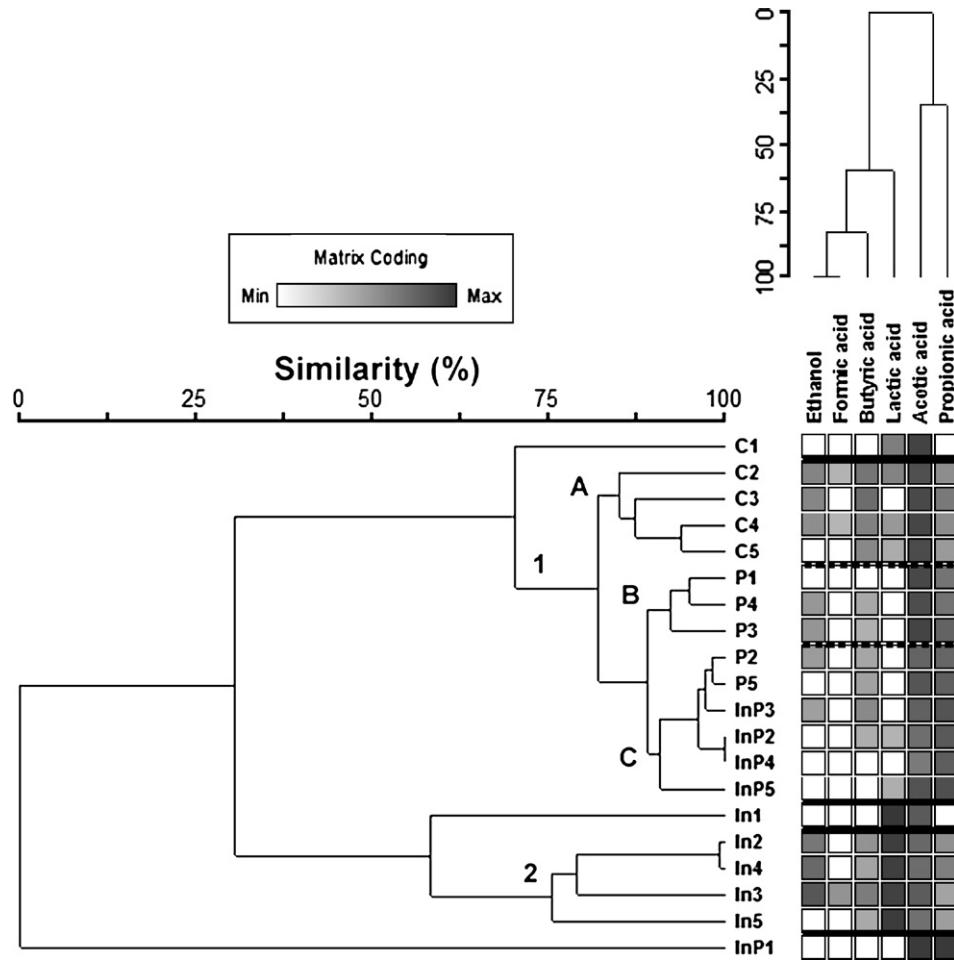 0
25
50
75
100
Matrix Coding
Min Max
Similarity (%)
0 25 50 75 100
Ethanol
Formic acid
Butyric acid
Lactic acid
Acotic acid
Propionic acid
C1
C2
A
C3
C4
C5
1
P1
B
P4
P3
P2
P5
InP3
InP2
C
InP4
InP5
In1
In2
2
In4
In3
In5
InP1